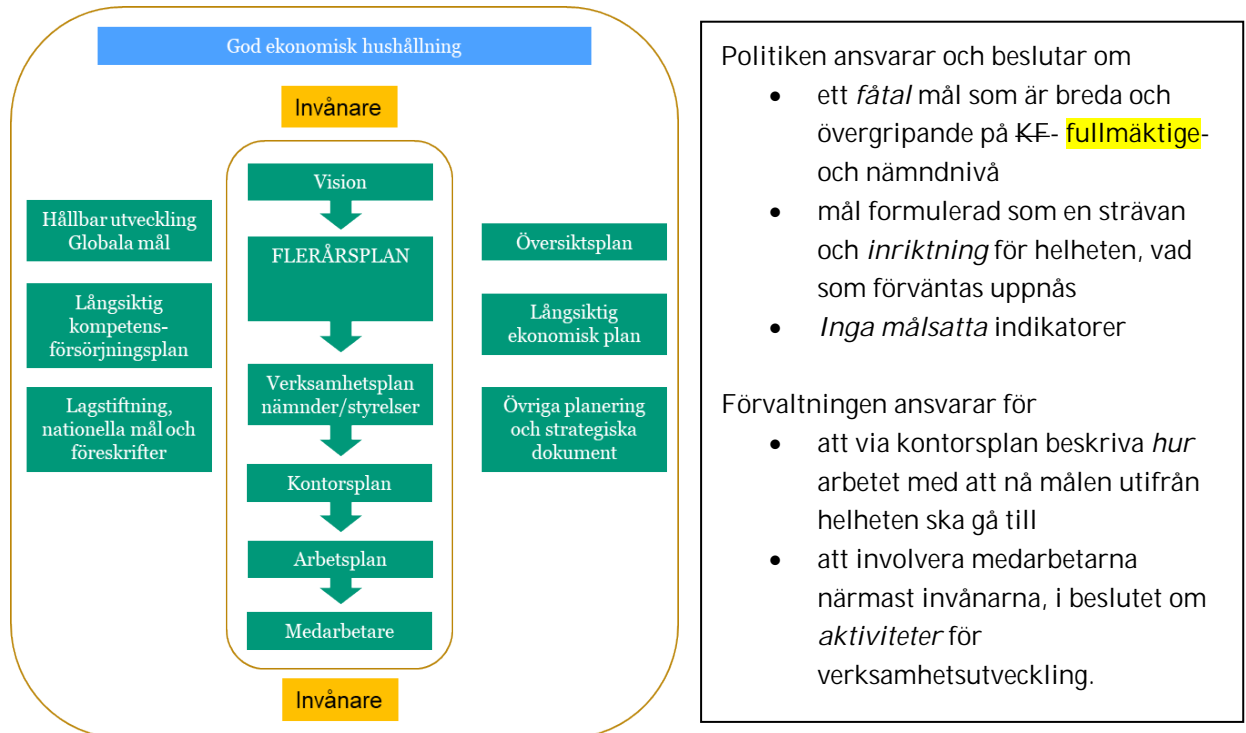 God ekonomisk hushållning
Invånare
Vision
FLERÅRSPLAN
Verksamhetsplan
nämnder/styrelser
Kontorsplan
Arbetsplan
Medarbetare
Invånare
Hållbar utveckling
Globala mål
Långsiktig
kompetens-
försörjningsplan
Lagstiftning,
nationella mål och
föreskrifter
Översiktsplan
Långsiktig
ekonomisk plan
Övriga planering
och strategiska
dokument
Politiken ansvarar och beslutar om
• ett fåtal mål som är breda och
övergripande på KF- fullmäktige-
och nämndnivå
• mål formulerad som en strävan
och inriktning för helheten, vad
som förväntas uppnås
• Inga målsatta indikatorer
Förvaltningen ansvarar för
• att via kontorsplan beskriva hur
arbetet med att nå målen utifrån
helheten ska gå till
• att involvera medarbetarna
närmast invånarna, i beslutet om
aktiviteter för
verksamhetsutveckling.